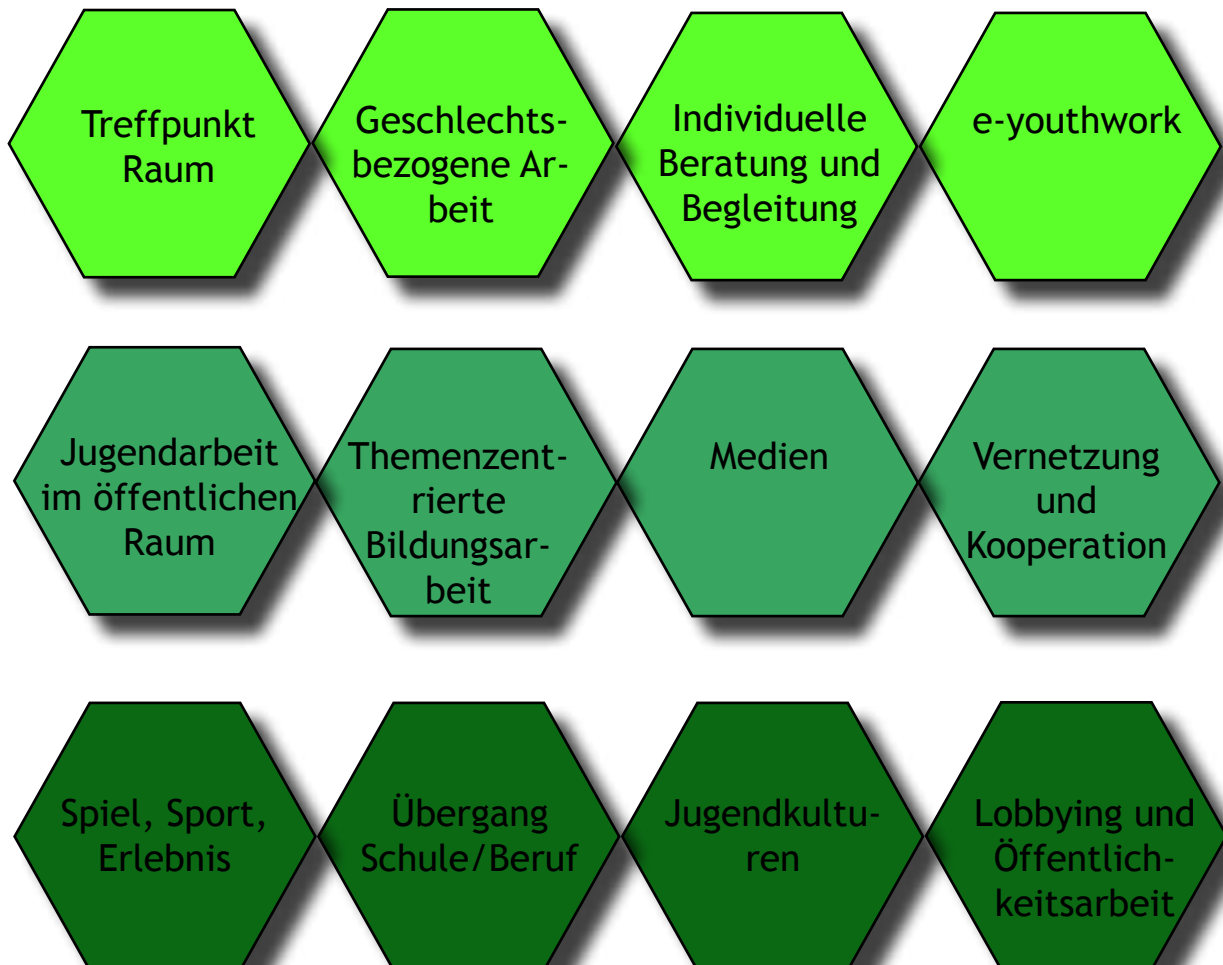 Treffpunkt
Raum
Geschlechts-
bezogene Ar-
beit
Individuelle
Beratung und
Begleitung
e-youthwork
Jugendarbeit
im öffentlichen
Raum
Themenzent-
rierte
Bildungsar-
beit
Medien
Vernetzung
und
Kooperation
Spiel, Sport,
Erlebnis
Übergang
Schule/Beruf
Jugendkultu-
ren
Lobbying und
Öffentlich-
keitsarbeit